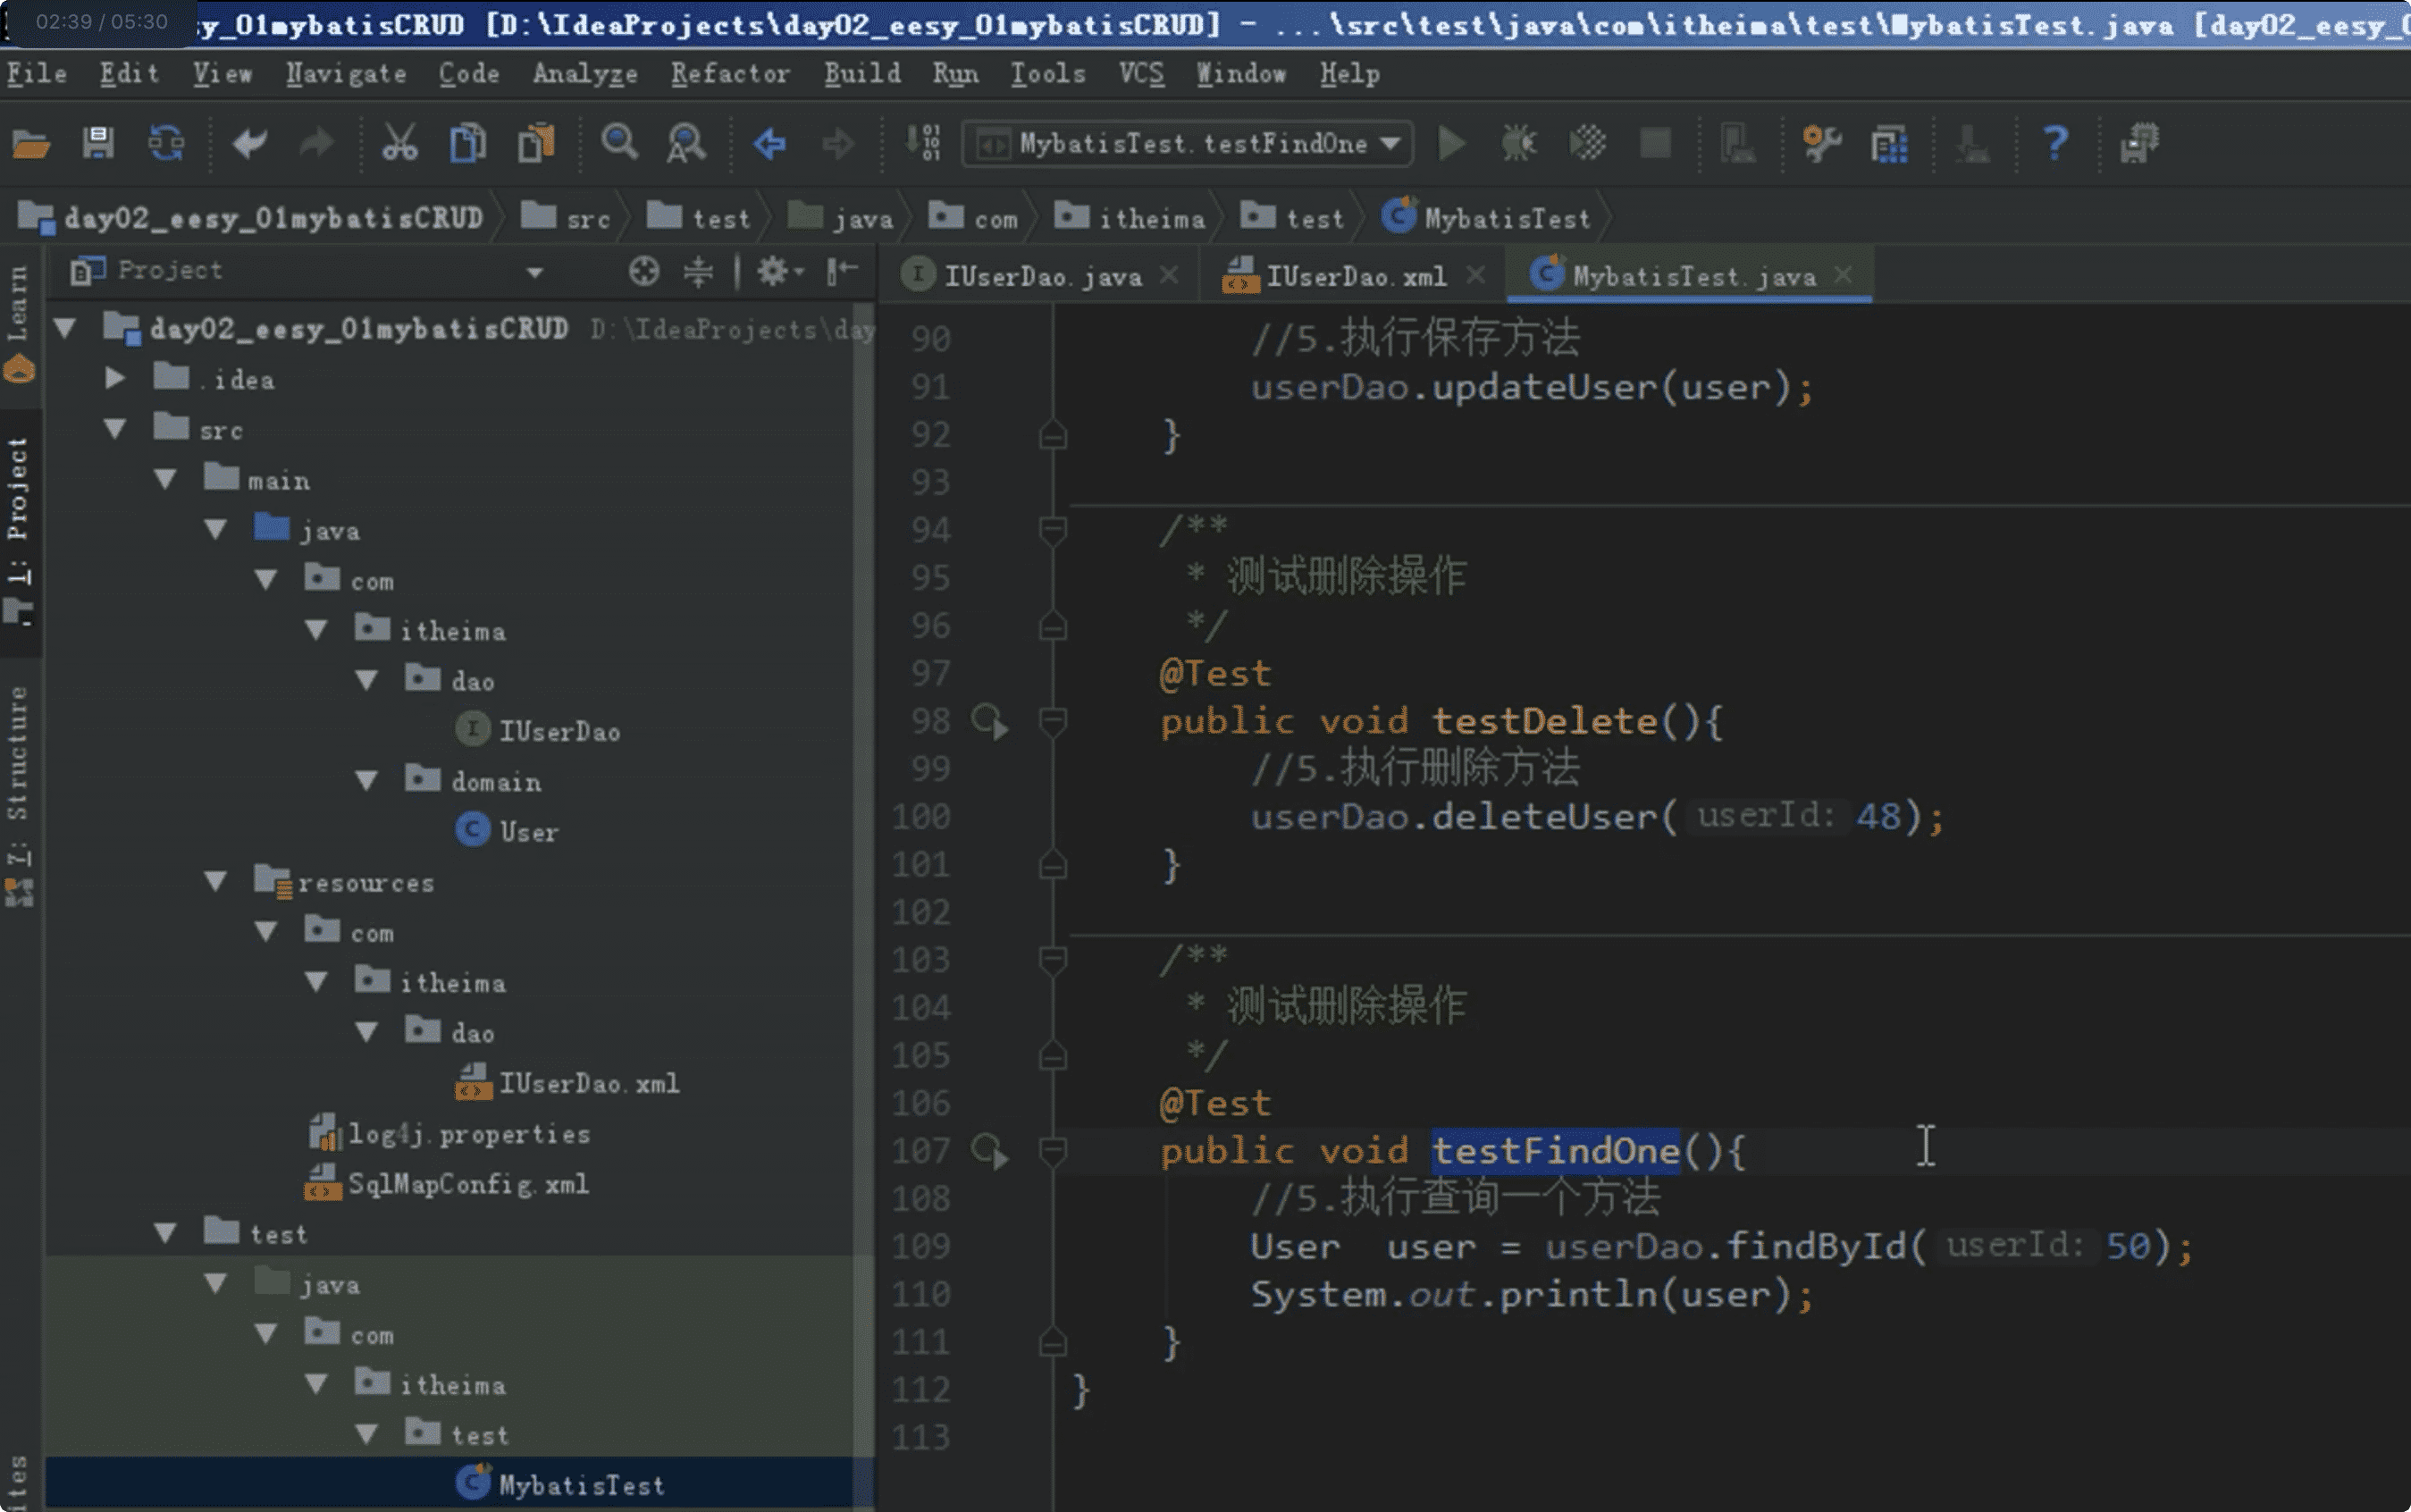 02:39 / 05:30
y_01mybatisCRUD [D:\IdeaProjects\day02_eesy_01mybatisCRUD] - ...\src\test\java\com\itheima\test\MybatisTest.java [day02_eesy_
File Edit View Navigate Code Analyze Refactor Build Run Tools VCS Window Help
MybatisTest.testFindOne
day02_eesy_01mybatisCRUD src test java com itheima test MybatisTest
Learn
1: Project
7: Structure
Project
day02_eesy_01mybatisCRUD D:\IdeaProjects\day
.idea
src
main
java
com
itheima
dao
IUserDao
domain
User
resources
com
itheima
dao
IUserDao.xml
log4j.properties
SqlMapConfig.xml
test
java
com
itheima
test
MybatisTest
IUserDao.java IUserDao.xml MybatisTest.java
90 //5.执行保存方法
91 userDao.updateUser(user);
92 }
93
94 /**
95 * 测试删除操作
96 */
97 @Test
98 public void testDelete(){
99 //5.执行删除方法
100 userDao.deleteUser( userId: 48);
101 }
102
103 /**
104 * 测试删除操作
105 */
106 @Test
107 public void testFindOne(){
108 //5.执行查询一个方法
109 User user = userDao.findById( userId: 50);
110 System.out.println(user);
111 }
112 }
113